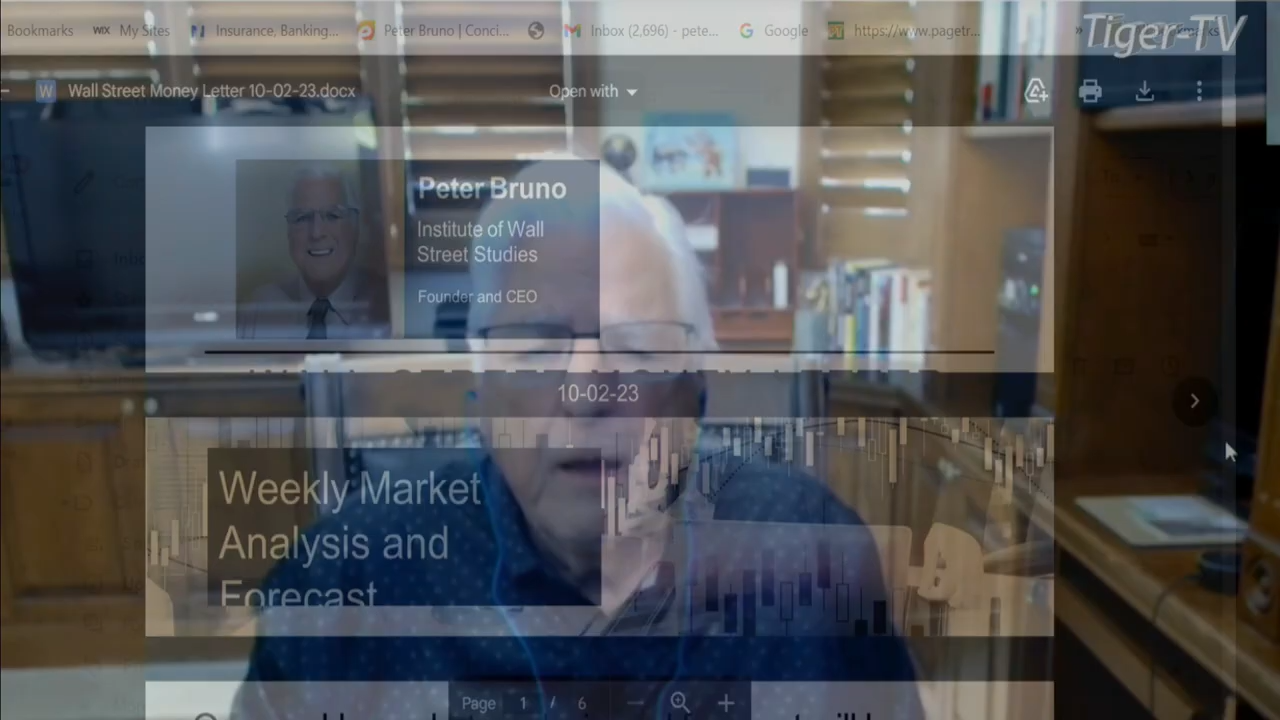 Bookmarks WIX My Sites Insurance, Banking... Peter Bruno | Conci... Inbox (2,696) - pete... Google https://www.pagetr... »
Tiger-TV
W Wall Street Money Letter 10-02-23.docx Open with
Peter Bruno
Institute of Wall
Street Studies
Founder and CEO
10-02-23
Weekly Market
Analysis and
Forecast
Page 1 / 6